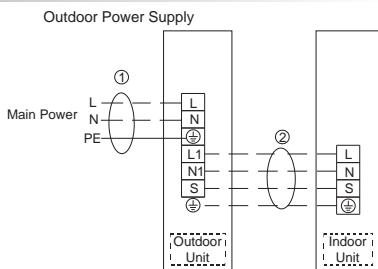 Outdoor Power Supply
①
Main Power
L
N
PE
L
N
L1
N1
S
②
L
N
S
Outdoor
Unit
Indoor
Unit